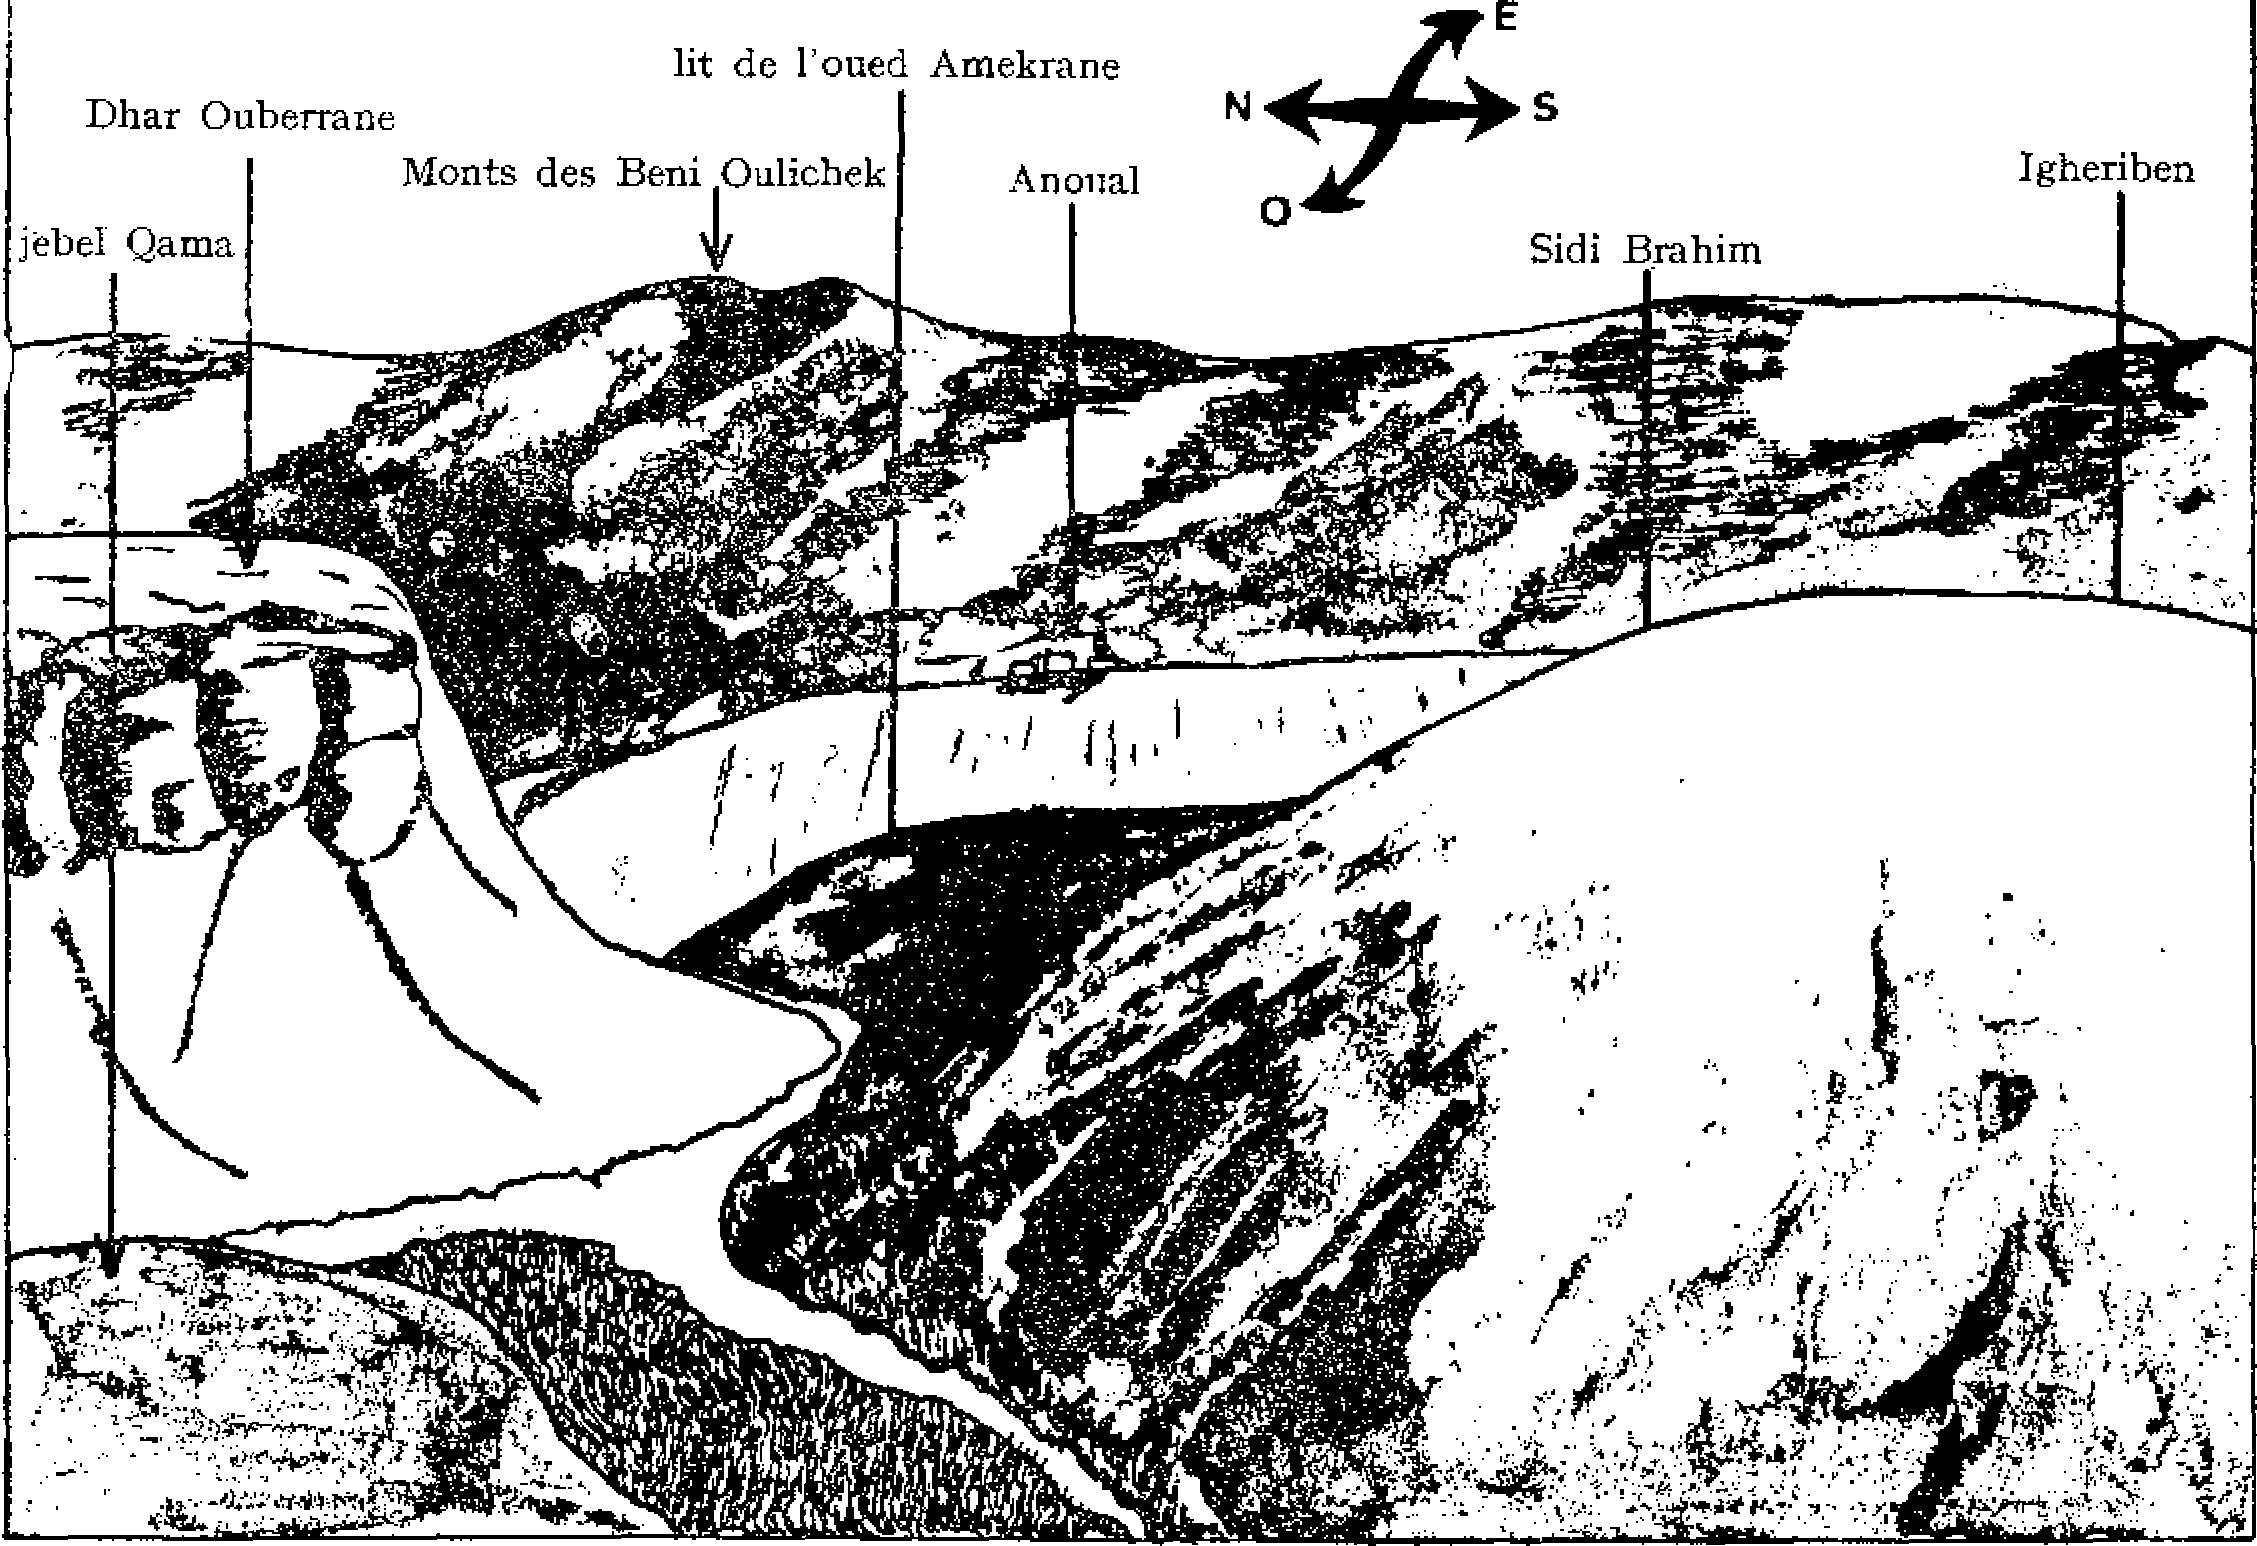 E
lit de l'oued Amekrane
N
S
Dhar Ouberrane
Monts des Beni Oulichek
Anoual
Igheriben
O
jebel Qama
Sidi Brahim